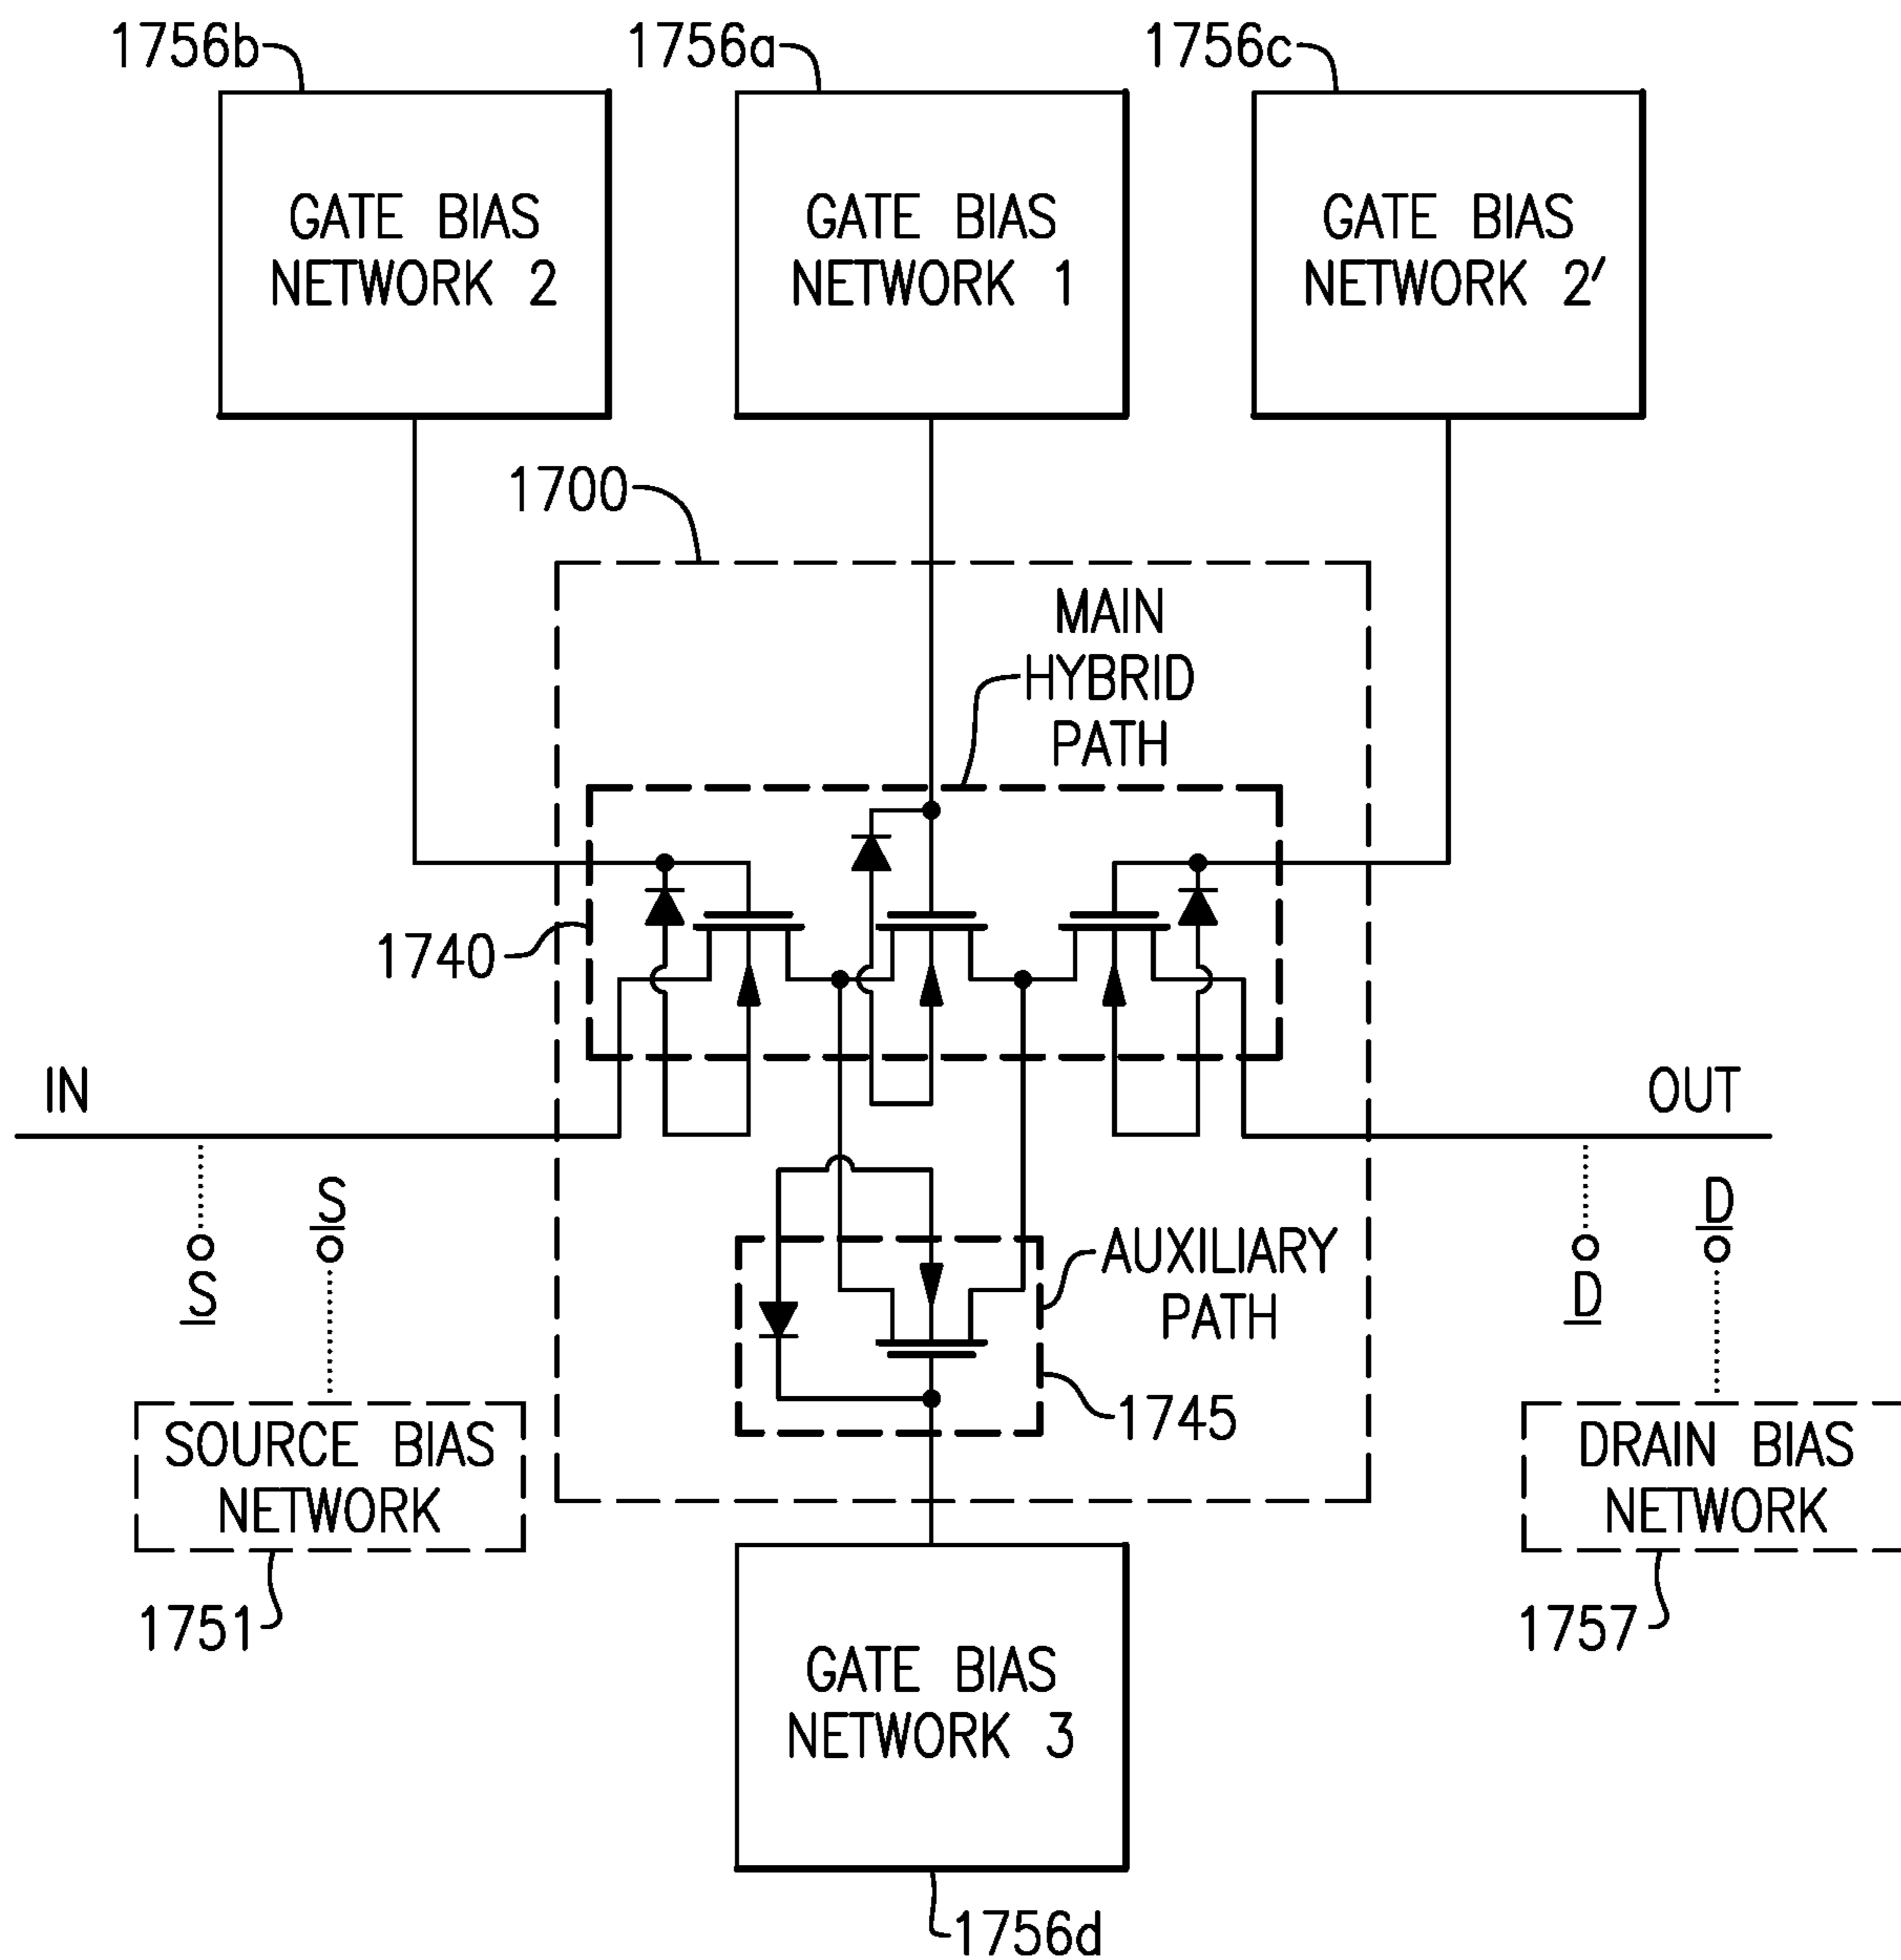 1756b
1756a
1756c
GATE BIAS
NETWORK 2
GATE BIAS
NETWORK 1
GATE BIAS
NETWORK 2′
1700
MAIN
HYBRID
PATH
1740
IN
OUT
S
S
D
D
AUXILIARY
PATH
1745
SOURCE BIAS
NETWORK
DRAIN BIAS
NETWORK
1751
1757
GATE BIAS
NETWORK 3
1756d